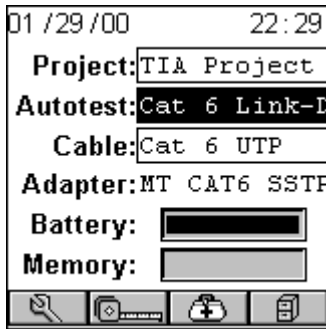 01/29/00 22:29
Project: TIA Project
Autotest: Cat 6 Link-
Cable: Cat 6 UTP
Adapter: MT CAT6 SSTP
Battery:
Memory: